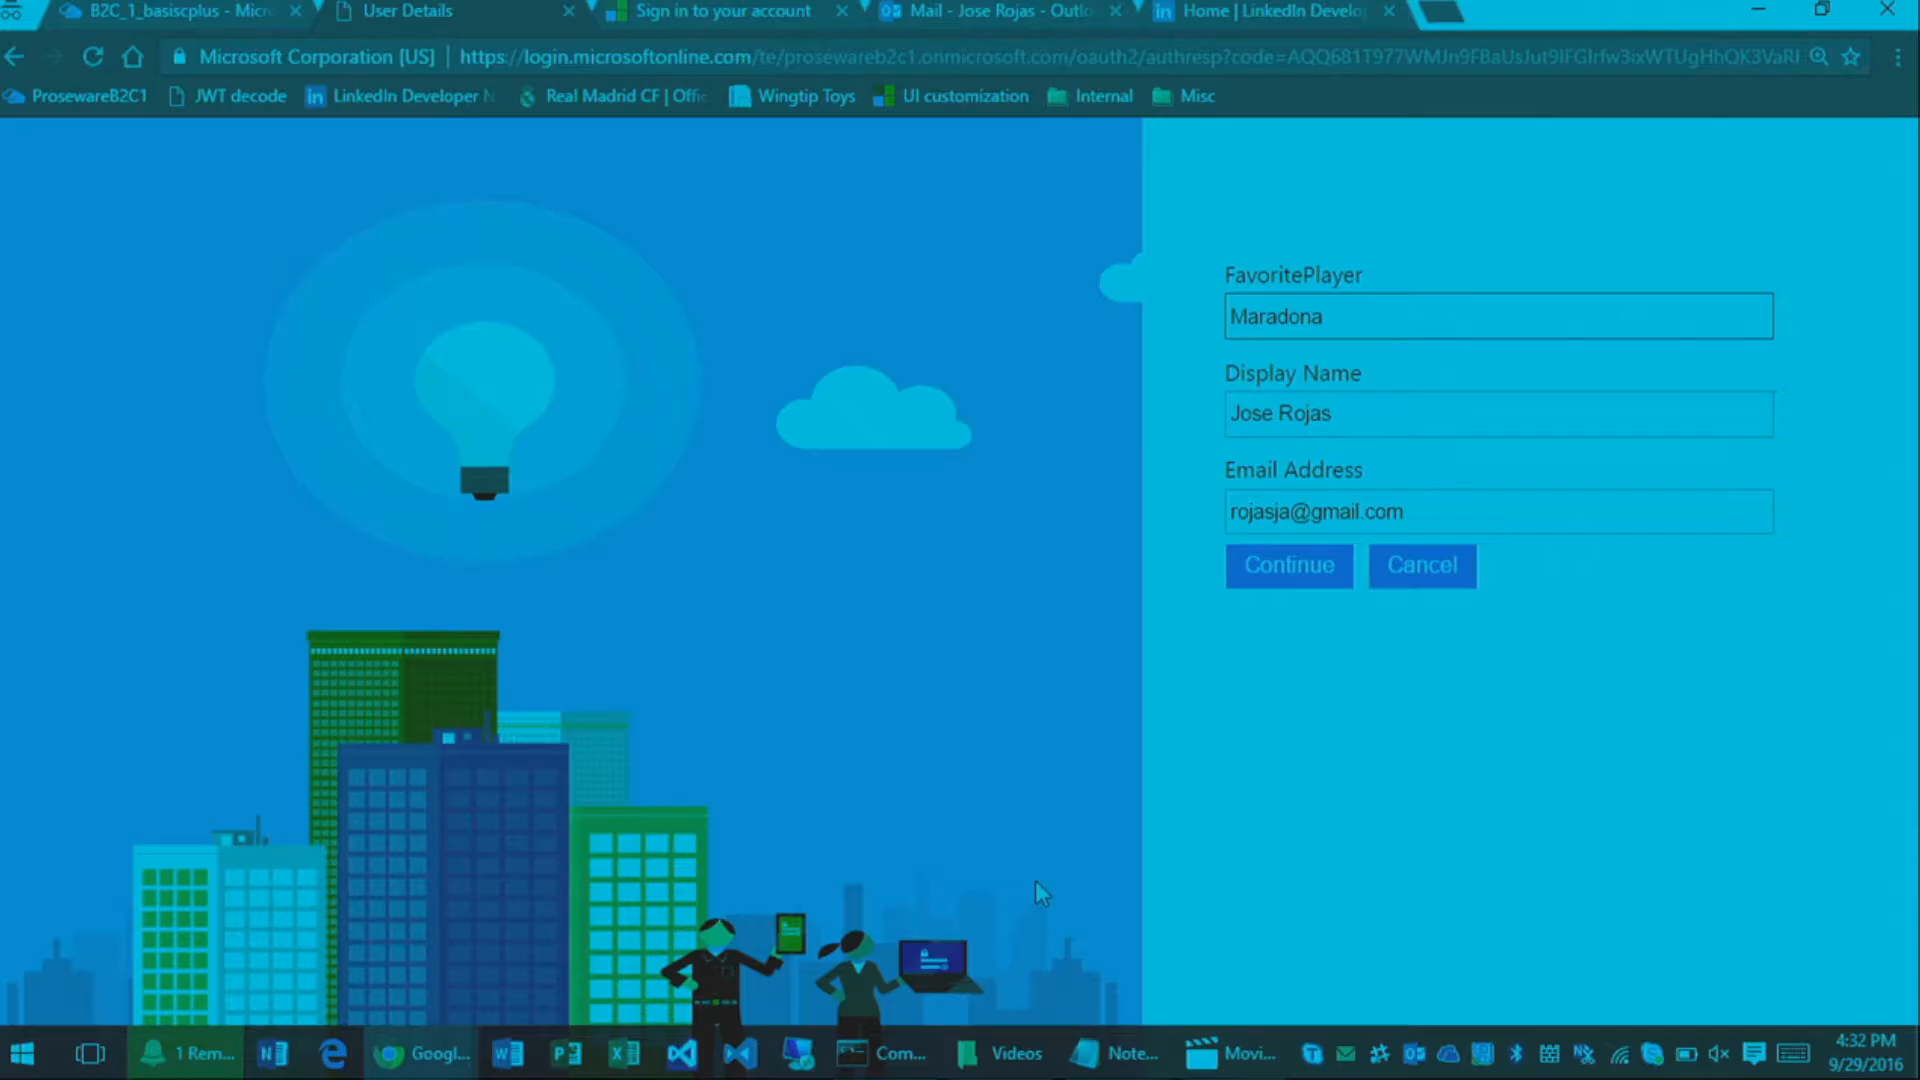 B2C_1_basiscplus - Micr
User Details
Sign in to your account
Mail - Jose Rojas - Outlo
Home | LinkedIn Develo
Microsoft Corporation [US]
https://login.microsoftonline.com/te/prosewareb2c1.onmicrosoft.com/oauth2/authresp?code=
ProsewareB2C1
JWT decode
LinkedIn Developer N
Real Madrid CF | Offic
Wingtip Toys
UI customization
Internal
Misc
FavoritePlayer
Maradona
Display Name
Jose Rojas
Email Address
rojasja@gmail.com
Continue
Cancel
1 Rem...
Googl...
Com...
Videos
Note...
Movi...
4:32 PM
9/29/2016